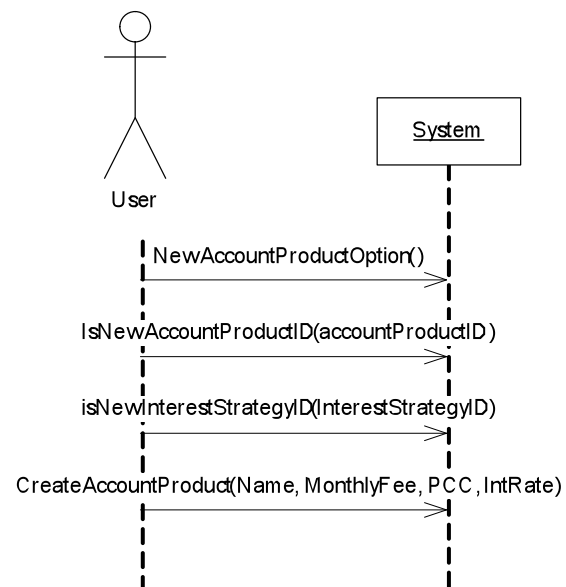 System
User
NewAccountProductOption()
IsNewAccountProductID(accountProductID)
isNewInterestStrategyID(InterestStrategyID)
CreateAccountProduct(Name, MonthlyFee, PCC, IntRate)